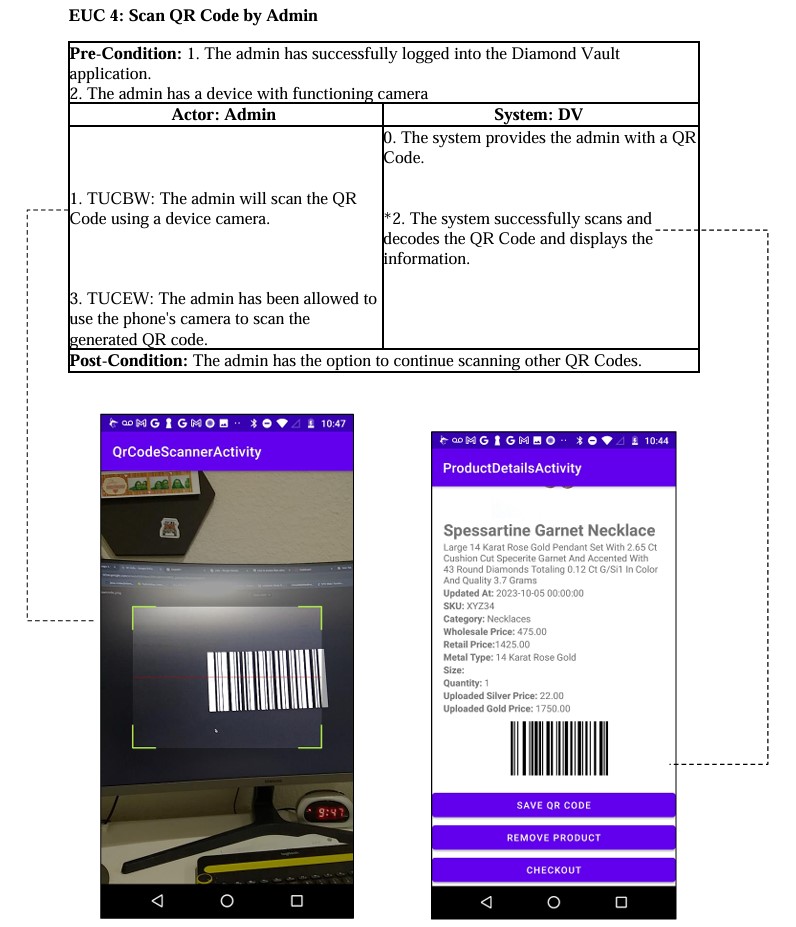 EUC 4: Scan QR Code by Admin
Pre-Condition: 1. The admin has successfully logged into the Diamond Vault
application.
2. The admin has a device with functioning camera
Actor: Admin
System: DV
0. The system provides the admin with a QR
Code.
1. TUCBW: The admin will scan the QR
Code using a device camera.
*2. The system successfully scans and
decodes the QR Code and displays the
information.
3. TUCEW: The admin has been allowed to
use the phone's camera to scan the
generated QR code.
Post-Condition: The admin has the option to continue scanning other QR Codes.
10:47
QrCodeScannerActivity
9:47
10:44
ProductDetailsActivity
Spessartine Garnet Necklace
Large 14 Karat Rose Gold Pendant Set With 2.65 Ct
Cushion Cut Specerite Garnet And Accented With
43 Round Diamonds Totaling 0.12 Ct G/Si1 In Color
And Quality 3.7 Grams
Updated At: 2023-10-05 00:00:00
SKU: XYZ34
Category: Necklaces
Wholesale Price: 475.00
Retail Price:1425.00
Metal Type: 14 Karat Rose Gold
Size:
Quantity: 1
Uploaded Silver Price: 22.00
Uploaded Gold Price: 1750.00
SAVE QR CODE
REMOVE PRODUCT
CHECKOUT